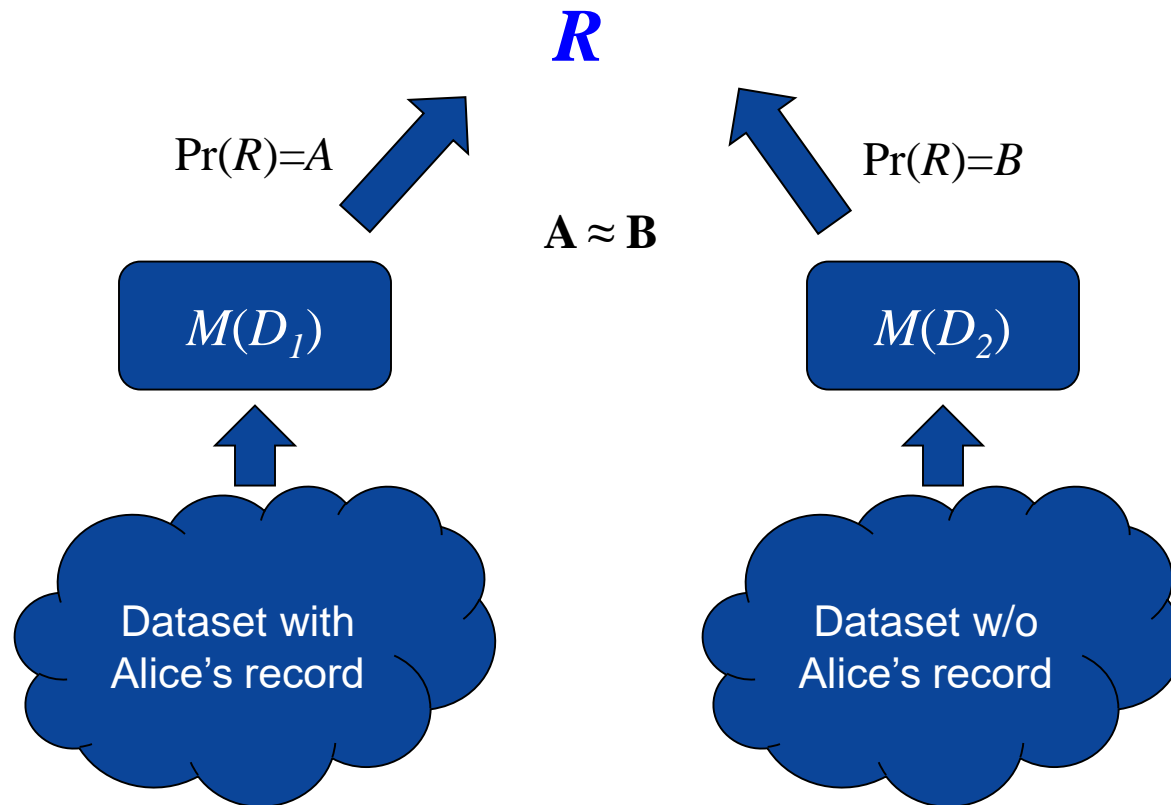 R
Pr(R)=A
Pr(R)=B
A ≈ B
M(D₁)
M(D₂)
Dataset with
Alice’s record
Dataset w/o
Alice’s record